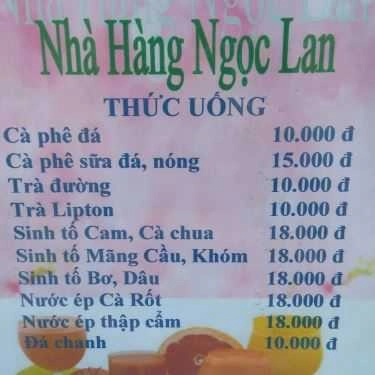 Nhà Hàng Ngọc Lan
THỨC UỐNG
Cà phê đá 10.000 đ
Cà phê sữa đá, nóng 15.000 đ
Trà đường 10.000 đ
Trà Lipton 10.000 đ
Sinh tố Cam, Cà chua 18.000 đ
Sinh tố Mãng Cầu, Khóm 18.000 đ
Sinh tố Bơ, Dâu 18.000 đ
Nước ép Cà Rốt 18.000 đ
Nước ép thập cẩm 18.000 đ
Đá chanh 10.000 đ